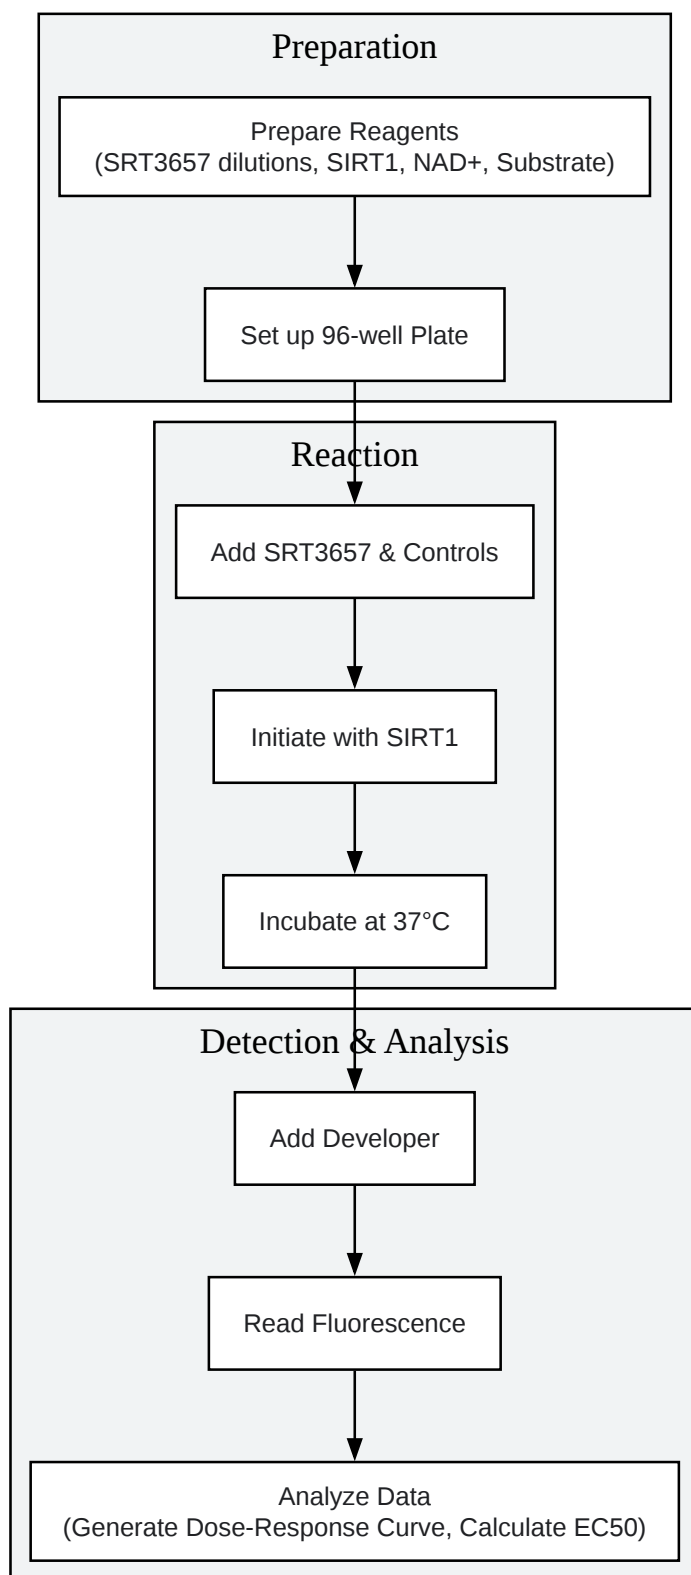 Preparation
Prepare Reagents
(SRT3657 dilutions, SIRT1, NAD+, Substrate)
Set up 96-well Plate
Reaction
Add SRT3657 & Controls
Initiate with SIRT1
Incubate at 37°C
Detection & Analysis
Add Developer
Read Fluorescence
Analyze Data
(Generate Dose-Response Curve, Calculate EC50)